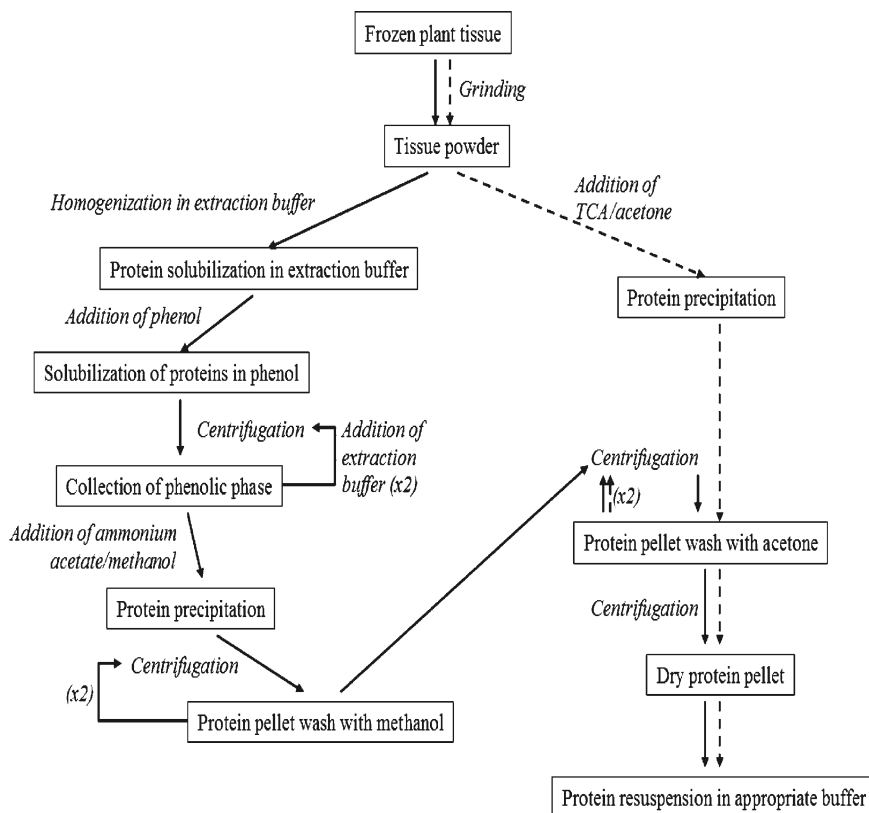 Frozen plant tissue
Grinding
Tissue powder
Homogenization in extraction buffer
Addition of
TCA/acetone
Protein solubilization in extraction buffer
Protein precipitation
Addition of phenol
Solubilization of proteins in phenol
Centrifugation
Addition of
extraction
buffer (x2)
Collection of phenolic phase
Centrifugation
(x2)
Addition of ammonium
acetate/methanol
Protein pellet wash with acetone
Protein precipitation
Centrifugation
Centrifugation
(x2)
Dry protein pellet
Protein pellet wash with methanol
Protein resuspension in appropriate buffer